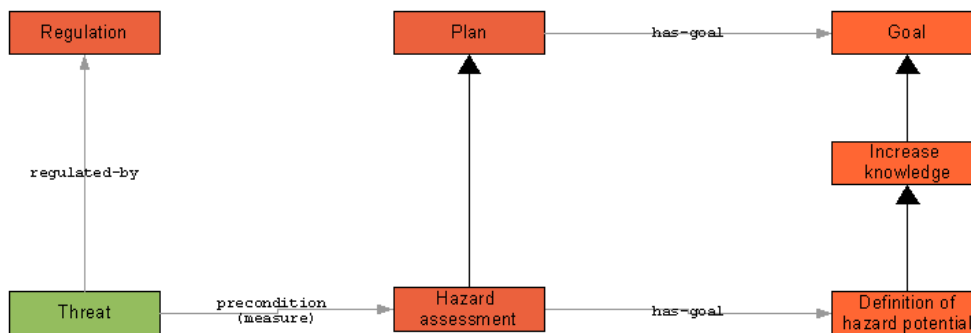 Regulation
Plan
has-goal
Goal
Increase
knowledge
regulated-by
Threat
precondition
(measure)
Hazard
assessment
has-goal
Definition of
hazard potential